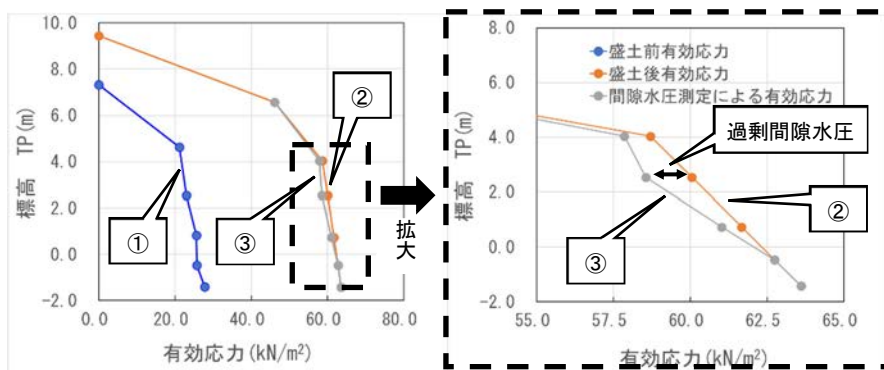 10.0
8.0
6.0
4.0
2.0
0.0
-2.0
標高 TP(m)
0.0 20.0 40.0 60.0 80.0
有効応力(kN/m²)
①
②
③
拡大
8.0
6.0
4.0
2.0
0.0
-2.0
標高 TP(m)
55.0 57.5 60.0 62.5 65.0
有効応力(kN/m²)
盛土前有効応力
盛土後有効応力
間隙水圧測定による有効応力
過剰間隙水圧
②
③